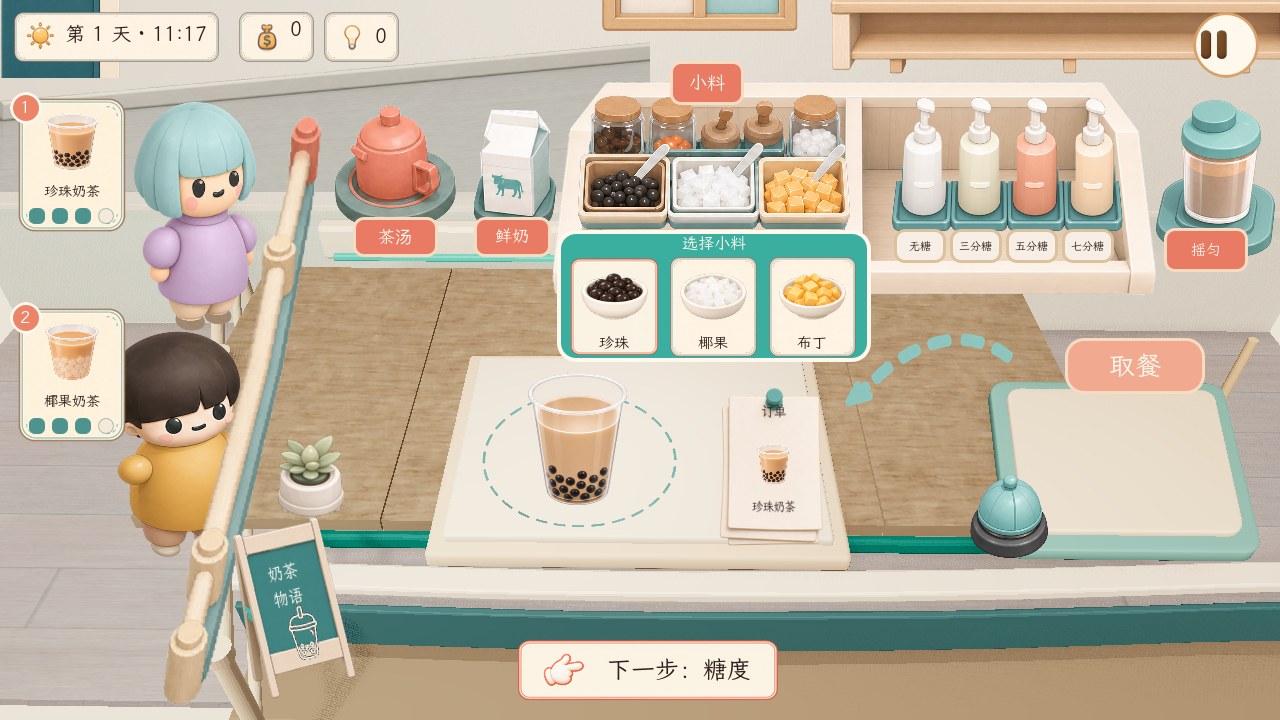 第 1 天 · 11:17
0
0
1
珍珠奶茶
2
椰果奶茶
小料
茶汤
鲜奶
无糖
三分糖
五分糖
七分糖
摇匀
选择小料
珍珠
椰果
布丁
取餐
订单
珍珠奶茶
奶茶
物语
下一步：糖度